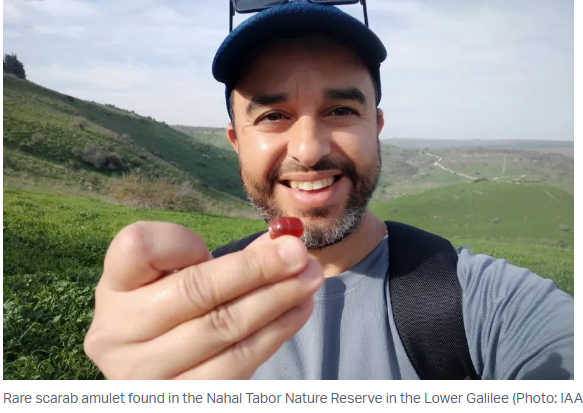 Rare scarab amulet found in the Nahal Tabor Nature Reserve in the Lower Galilee (Photo: IAA